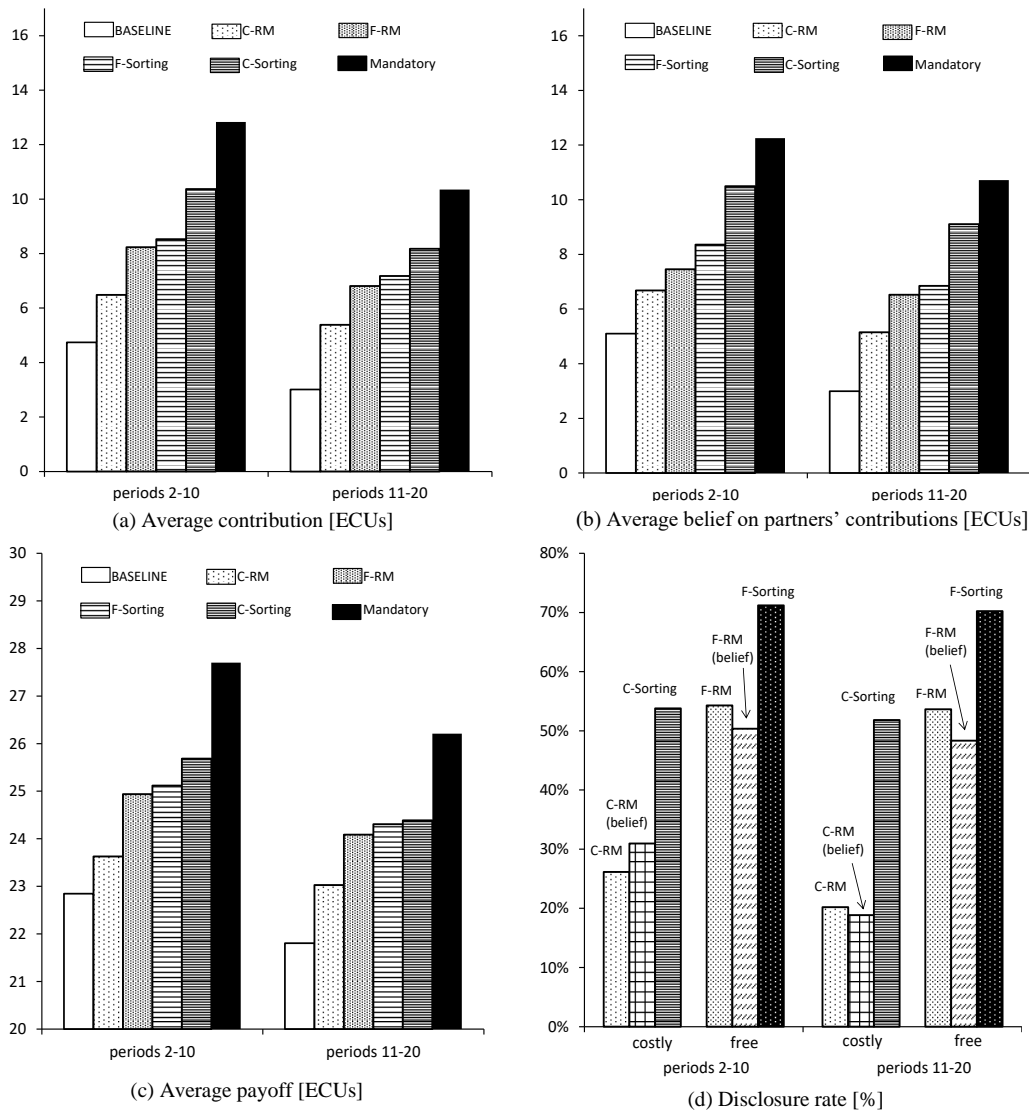 BASELINE C-RM F-RM
F-Sorting C-Sorting Mandatory
16
14
12
10
8
6
4
2
0
periods 2-10 periods 11-20
(a) Average contribution [ECUs]
BASELINE C-RM F-RM
F-Sorting C-Sorting Mandatory
16
14
12
10
8
6
4
2
0
periods 2-10 periods 11-20
(b) Average belief on partners’ contributions [ECUs]
BASELINE C-RM F-RM
F-Sorting C-Sorting Mandatory
30
29
28
27
26
25
24
23
22
21
20
periods 2-10 periods 11-20
(c) Average payoff [ECUs]
80%
70%
60%
50%
40%
30%
20%
10%
0%
C-RM
C-RM
(belief)
C-Sorting
F-RM
F-RM
(belief)
F-Sorting
C-RM
C-RM
(belief)
C-Sorting
F-RM
F-RM
(belief)
F-Sorting
costly free costly free
periods 2-10 periods 11-20
(d) Disclosure rate [%]